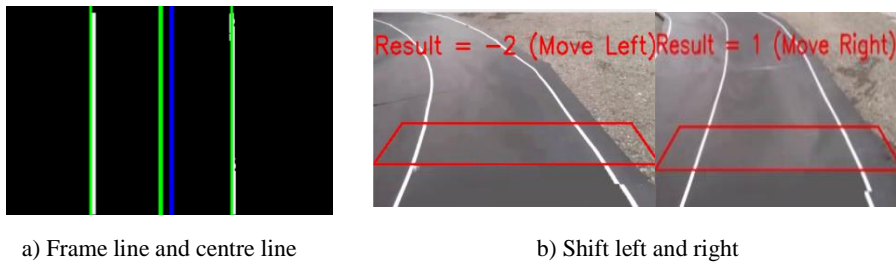 Result = -2 (Move Left)
Result = 1 (Move Right)
a) Frame line and centre line
b) Shift left and right